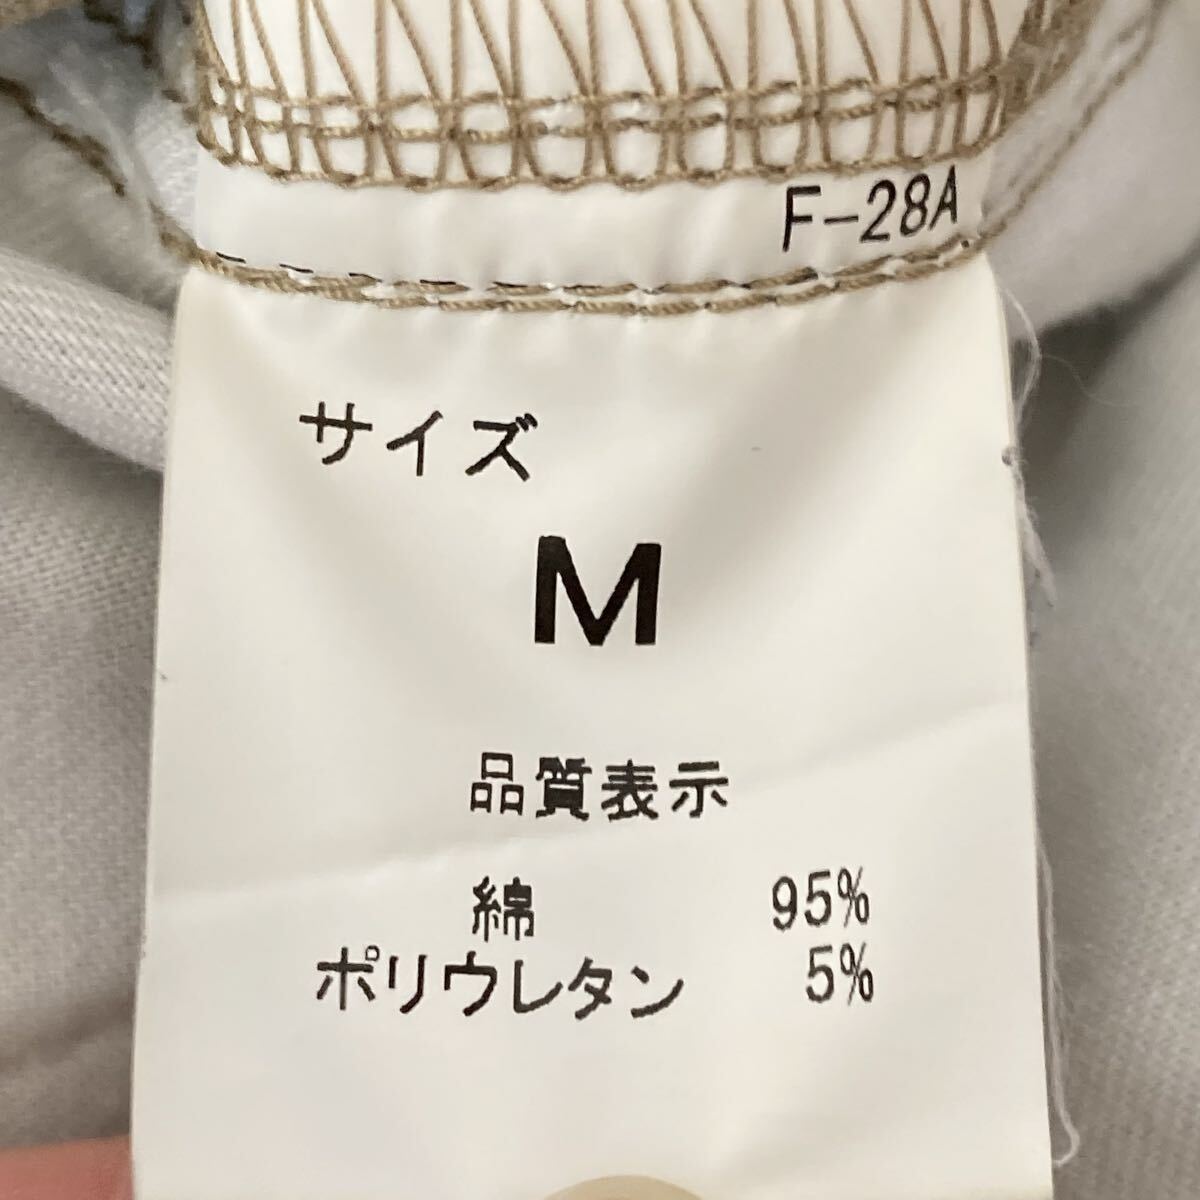 F-28A
サイズ
M
品質表示
綿 95%
ポリウレタン 5%